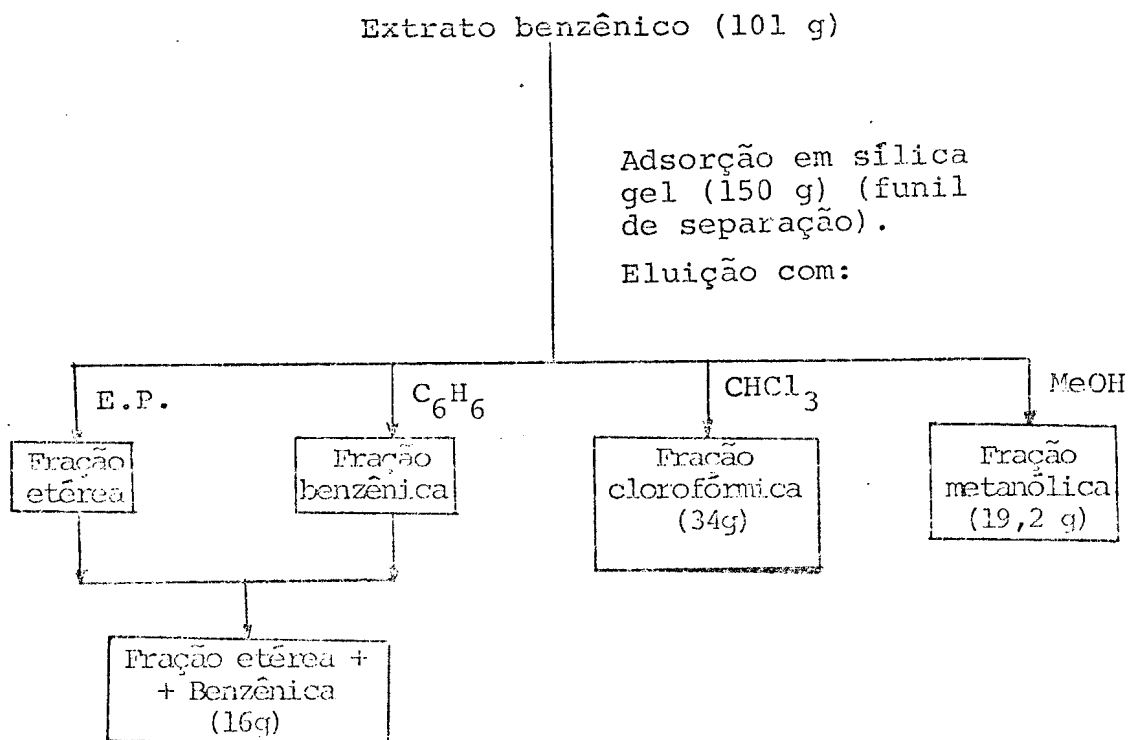 Extrato benzênico (101 g)
Adsorção em sílica
gel (150 g) (funil
de separação).
Eluição com:
E.P.
C6H6
CHCl3
MeOH
Fração
etérea
Fração
benzênica
Fração
clorofórmica
(34g)
Fração
metanólica
(19,2 g)
Fração etérea +
+ Benzênica
(16g)